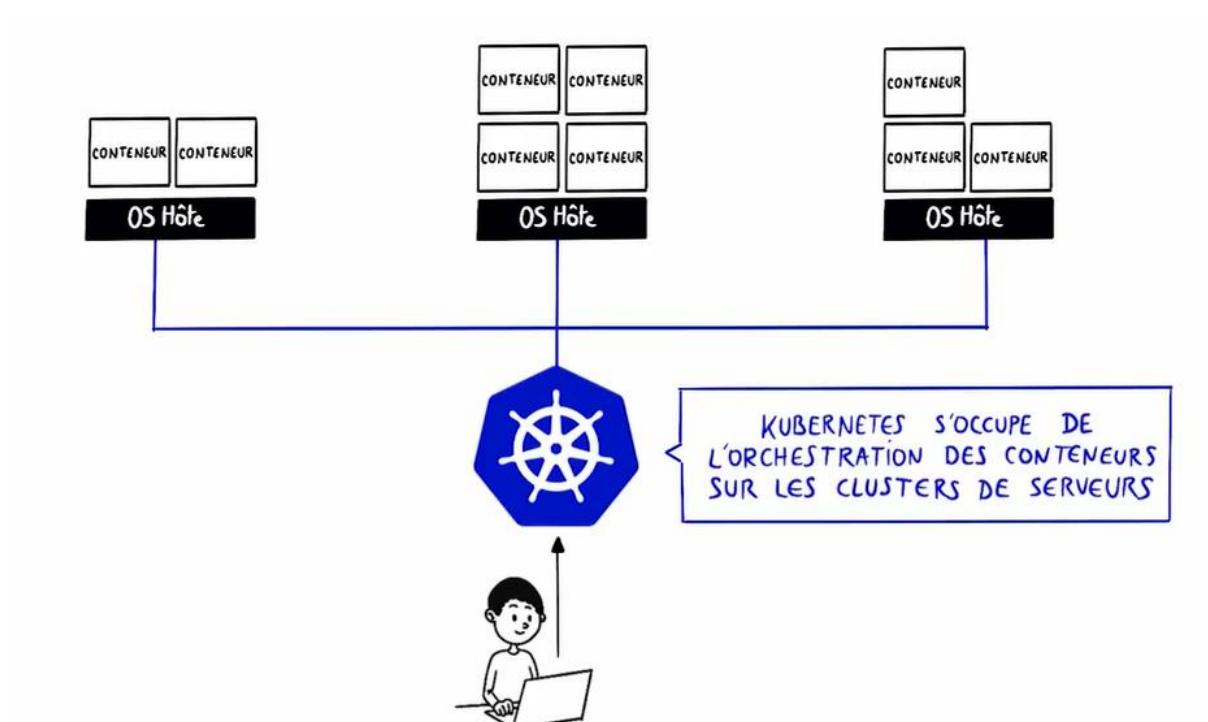 CONTENEUR CONTENEUR
CONTENEUR
CONTENEUR CONTENEUR
CONTENEUR CONTENEUR
CONTENEUR CONTENEUR
OS Hôte
OS Hôte
OS Hôte
KUBERNETES S'OCCUPE DE
L'ORCHESTRATION DES CONTENEURS
SUR LES CLUSTERS DE SERVEURS